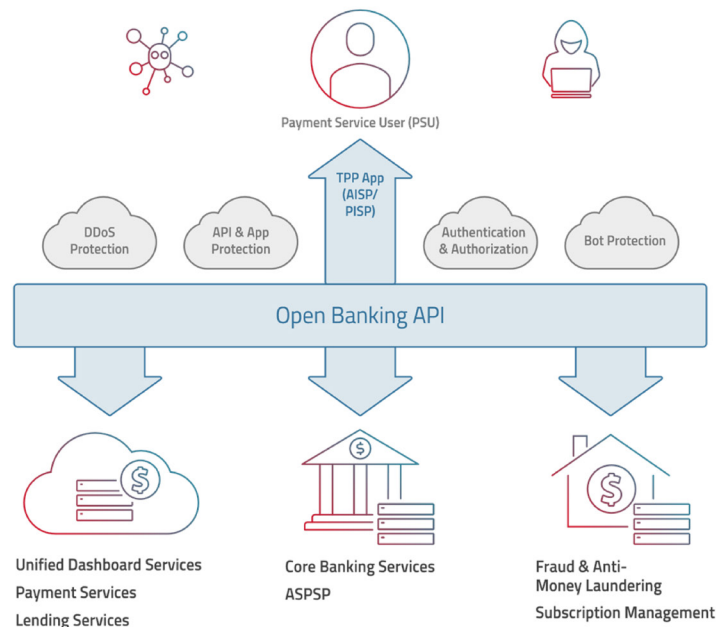 Payment Service User (PSU)
TPP App
(AISP/
PISP)
DDoS
Protection
API & App
Protection
Authentication
& Authorization
Bot Protection
Open Banking API
$
$
$
Unified Dashboard Services
Payment Services
Lending Services
Core Banking Services
ASPSP
Fraud & Anti-
Money Laundering
Subscription Management